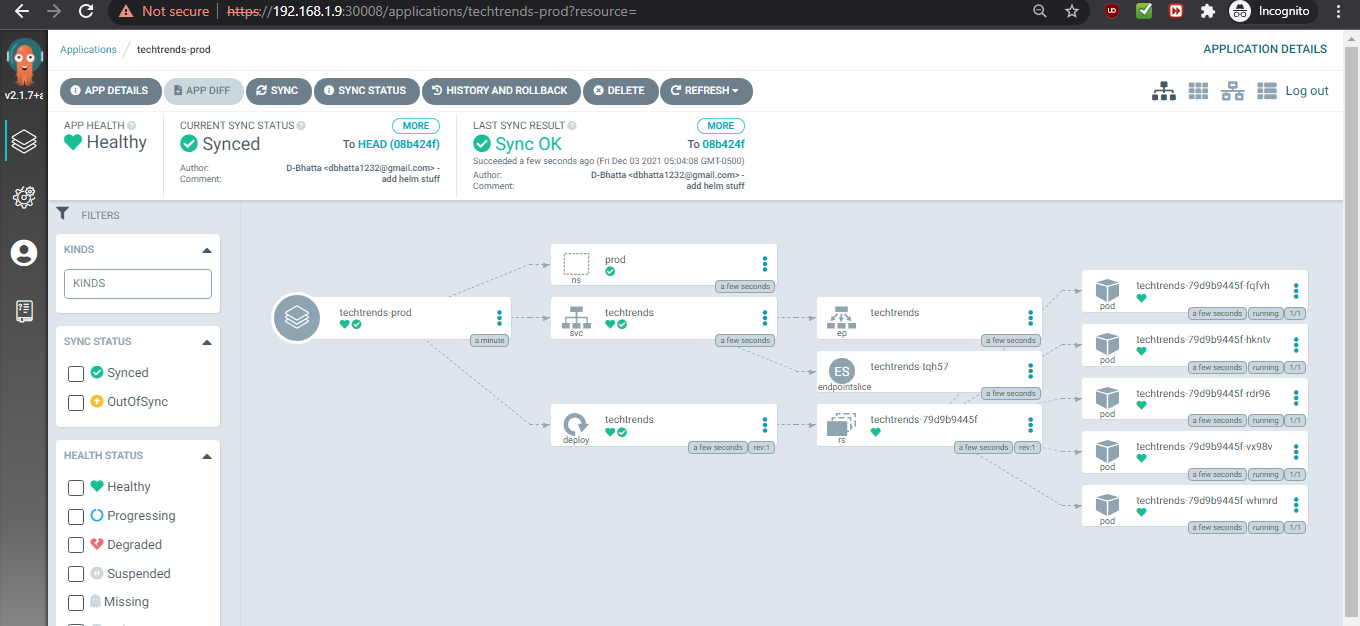 Not secure | https://192.168.1.9:30008/applications/techtrends-prod?resource=
Incognito
v2.1.7+a
Applications / techtrends-prod
APPLICATION DETAILS
APP DETAILS
APP DIFF
SYNC
SYNC STATUS
HISTORY AND ROLLBACK
DELETE
REFRESH
Log out
APP HEALTH
Healthy
CURRENT SYNC STATUS
MORE
Synced
To HEAD (08b424f)
Author: D-Bhatta <dbhatta1232@gmail.com> -
Comment: add helm stuff
LAST SYNC RESULT
MORE
Sync OK
To 08b424f
Succeeded a few seconds ago (Fri Dec 03 2021 05:04:08 GMT-0500)
Author: D-Bhatta <dbhatta1232@gmail.com> -
Comment: add helm stuff
FILTERS
KINDS
KINDS
SYNC STATUS
Synced
OutOfSync
HEALTH STATUS
Healthy
Progressing
Degraded
Suspended
Missing
techtrends-prod
a minute
prod
ns
a few seconds
techtrends
svc
a few seconds
techtrends
deploy
a few seconds
rev:1
techtrends
ep
a few seconds
ES
techtrends-tqh57
endpointslice
a few seconds
techtrends-79d9b9445f
rs
a few seconds
rev:1
techtrends-79d9b9445f-fqfvh
pod
a few seconds
running
1/1
techtrends-79d9b9445f-hkntv
pod
a few seconds
running
1/1
techtrends-79d9b9445f-rdr96
pod
a few seconds
running
1/1
techtrends-79d9b9445f-vx98v
pod
a few seconds
running
1/1
techtrends-79d9b9445f-whmrd
pod
a few seconds
running
1/1